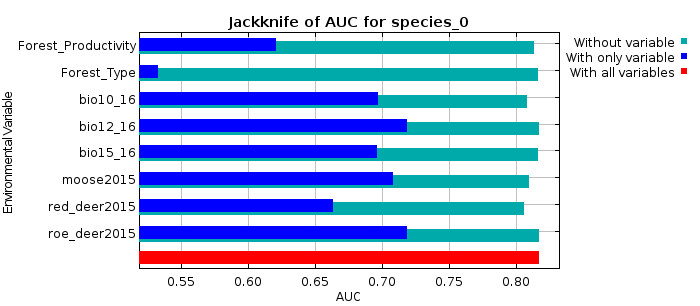 Jackknife of AUC for species_0
Environmental Variable
Forest_Productivity
Forest_Type
bio10_16
bio12_16
bio15_16
moose2015
red_deer2015
roe_deer2015
Without variable
With only variable
With all variables
0.55 0.60 0.65 0.70 0.75 0.80
AUC